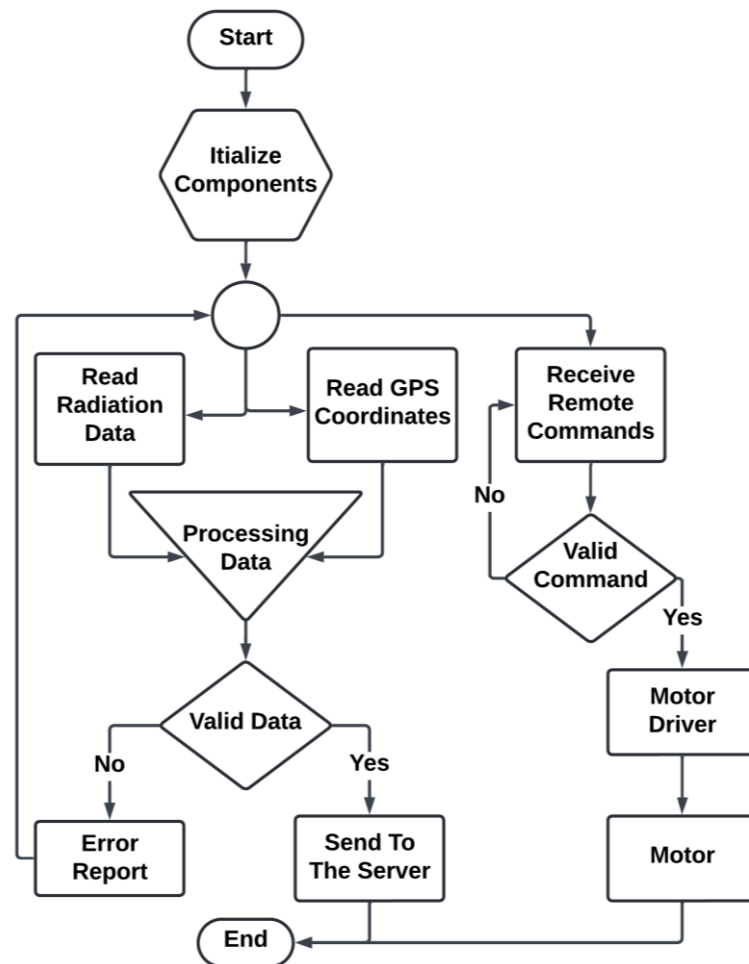 Start
Itialize
Components
Read
Radiation
Data
Read GPS
Coordinates
Receive
Remote
Commands
Processing
Data
No
Valid
Command
Yes
Valid Data
Motor
Driver
No
Yes
Error
Report
Send To
The Server
Motor
End